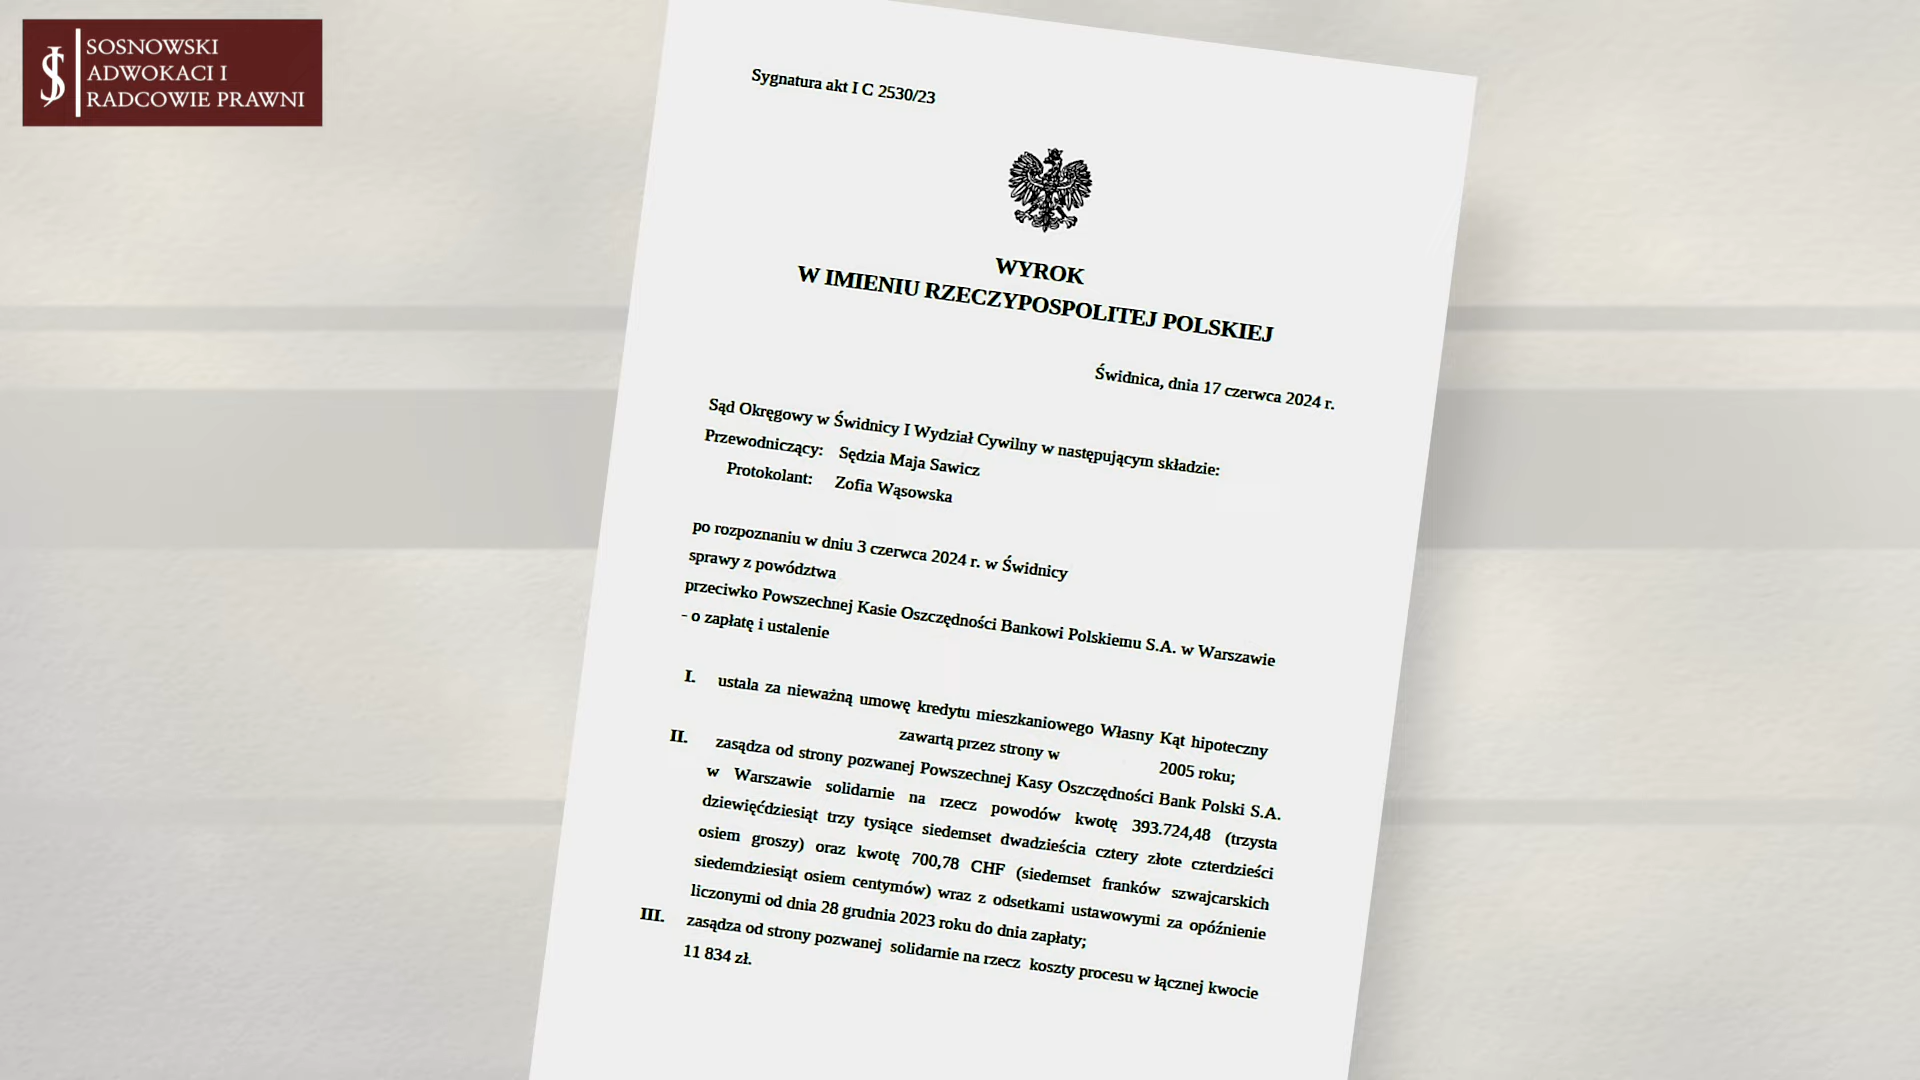 SOSNOWSKI
ADWOKACI I
RADCOWIE PRAWNI
Sygnatura akt I C 2530/23
WYROK
W IMIENIU RZECZYPOSPOLITEJ POLSKIEJ
Świdnica, dnia 17 czerwca 2024 r.
Sąd Okręgowy w Świdnicy I Wydział Cywilny w następującym składzie:
Przewodniczący: Sędzia Maja Sawicz
Protokolant: Zofia Wąsowska
po rozpoznaniu w dniu 3 czerwca 2024 r. w Świdnicy
sprawy z powództwa
przeciwko Powszechnej Kasie Oszczędności Bankowi Polskiemu S.A. w Warszawie
- o zapłatę i ustalenie
I. ustala za nieważną umowę kredytu mieszkaniowego Własny Kąt hipoteczny
zawartą przez strony w 2005 roku;
II. zasądza od strony pozwanej Powszechnej Kasy Oszczędności Bank Polski S.A.
w Warszawie solidarnie na rzecz powodów kwotę 393.724,48 (trzysta
dziewięćdziesiąt trzy tysiące siedemset dwadzieścia cztery złote czterdzieści
osiem groszy) oraz kwotę 700,78 CHF (siedemset franków szwajcarskich
siedemdziesiąt osiem centymów) wraz z odsetkami ustawowymi za opóźnienie
liczonymi od dnia 28 grudnia 2023 roku do dnia zapłaty;
III. zasądza od strony pozwanej solidarnie na rzecz koszty procesu w łącznej kwocie
11 834 zł.